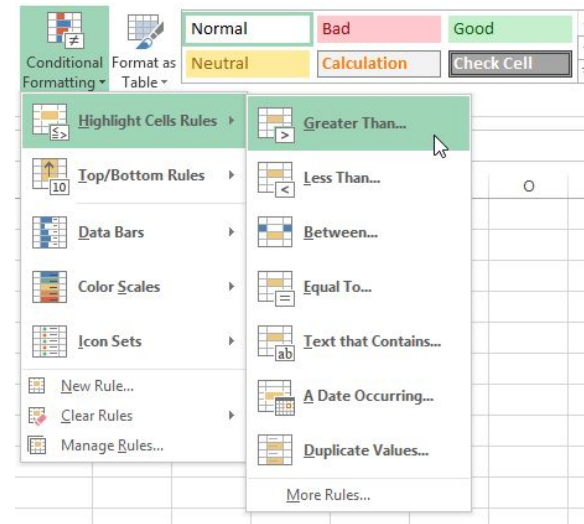 Normal
Bad
Good
Conditional Formatting
Format as Table
Neutral
Calculation
Check Cell
Highlight Cells Rules
Top/Bottom Rules
Data Bars
Color Scales
Icon Sets
New Rule...
Clear Rules
Manage Rules...
Greater Than...
Less Than...
Between...
Equal To...
Text that Contains...
A Date Occurring...
Duplicate Values...
More Rules...
O
≠
≤>
10
>
<
=
ab